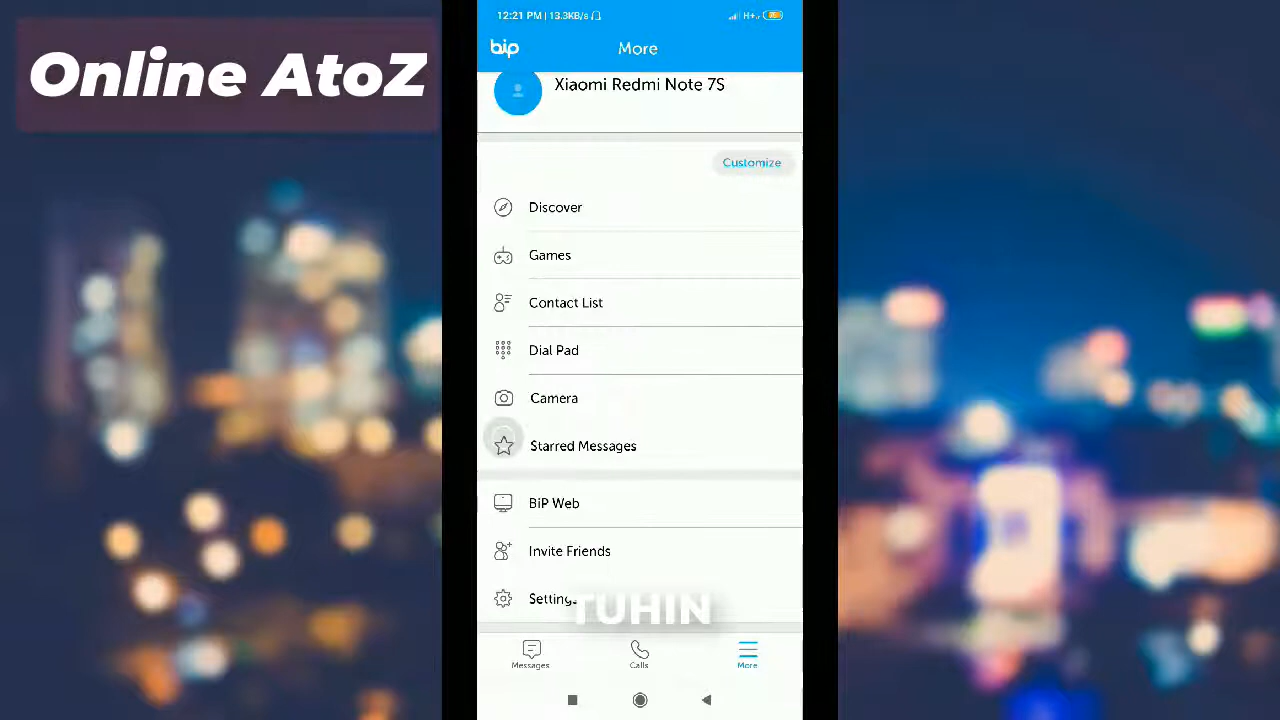 Online AtoZ
12:21 PM | 13.3KB/s
H+
bip
More
Xiaomi Redmi Note 7S
Customize
Discover
Games
Contact List
Dial Pad
Camera
Starred Messages
BiP Web
Invite Friends
Settings
TUHIN
Messages
Calls
More